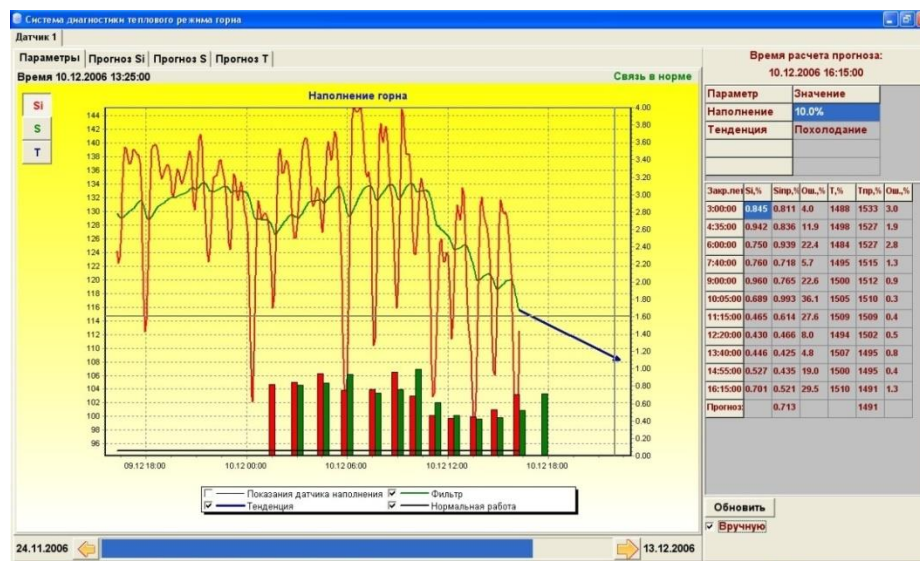 Система диагностики теплового режима горна
Датчик 1
Параметры Прогноз Si Прогноз S Прогноз T
Время 10.12.2006 13:25:00 Связь в норме
Наполнение горна
Si
S
T
144
142
140
138
136
134
132
130
128
126
124
122
120
118
116
114
112
110
108
106
104
102
100
98
96
4.00
3.80
3.60
3.40
3.20
3.00
2.80
2.60
2.40
2.20
2.00
1.80
1.60
1.40
1.20
1.00
0.80
0.60
0.40
0.20
0.00
09.12 18:00 10.12 00:00 10.12 06:00 10.12 12:00 10.12 18:00
Показания датчика наполнения Фильтр
Тенденция Нормальная работа
24.11.2006 13.12.2006
Время расчета прогноза:
10.12.2006 16:15:00
Параметр Значение
Наполнение 10.0%
Тенденция Похолодание
Закр.лет Si,% Sinp,% Ош.,% T,% Tпр,% Ош.,%
3:00:00 0.845 0.811 4.0 1488 1533 3.0
4:35:00 0.942 0.836 11.9 1498 1527 1.9
6:00:00 0.750 0.939 22.4 1484 1527 2.8
7:40:00 0.760 0.718 5.7 1495 1515 1.3
9:00:00 0.960 0.765 22.6 1500 1512 0.9
10:05:00 0.689 0.993 36.1 1505 1510 0.3
11:15:00 0.465 0.614 27.6 1509 1509 0.4
12:20:00 0.430 0.466 8.0 1494 1502 0.5
13:40:00 0.446 0.425 4.8 1507 1495 0.8
14:55:00 0.527 0.435 19.0 1500 1495 0.4
16:15:00 0.701 0.521 29.5 1510 1491 1.3
Прогноз: 0.713 1491
Обновить
Вручную